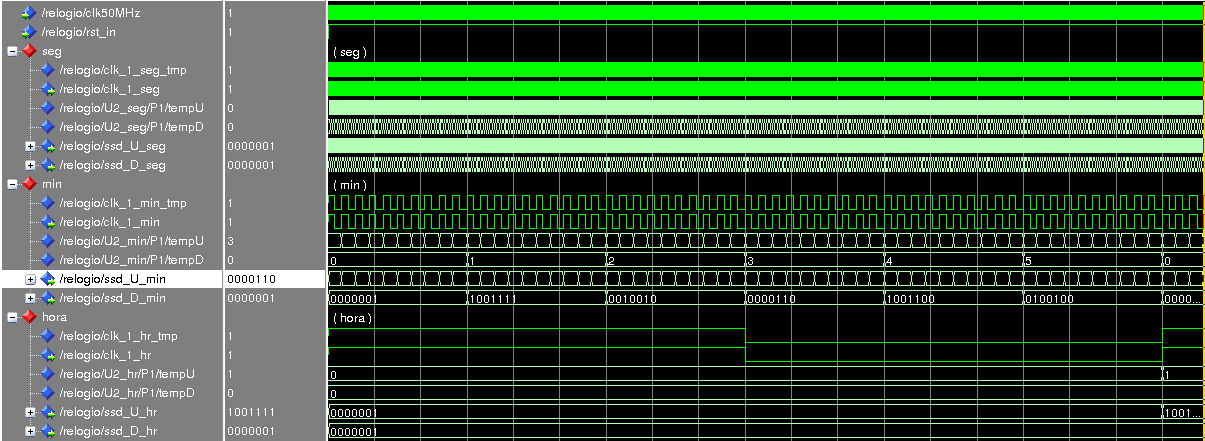 /relogio/clk50MHz 1
/relogio/rst_in 1
seg ( seg )
/relogio/clk_1_seg_tmp 1
/relogio/clk_1_seg 1
/relogio/U2_seg/P1/tempU 0
/relogio/U2_seg/P1/tempD 0
/relogio/ssd_U_seg 0000001
/relogio/ssd_D_seg 0000001
min ( min )
/relogio/clk_1_min_tmp 1
/relogio/clk_1_min 1
/relogio/U2_min/P1/tempU 3
/relogio/U2_min/P1/tempD 0 0 1 2 3 4 5 0
/relogio/ssd_U_min 0000110
/relogio/ssd_D_min 0000001 0000001 1001111 0010010 0000110 1001100 0100100 0000...
hora ( hora )
/relogio/clk_1_hr_tmp 1
/relogio/clk_1_hr 1
/relogio/U2_hr/P1/tempU 1 0 1
/relogio/U2_hr/P1/tempD 0 0
/relogio/ssd_U_hr 1001111 0000001 1001...
/relogio/ssd_D_hr 0000001 0000001